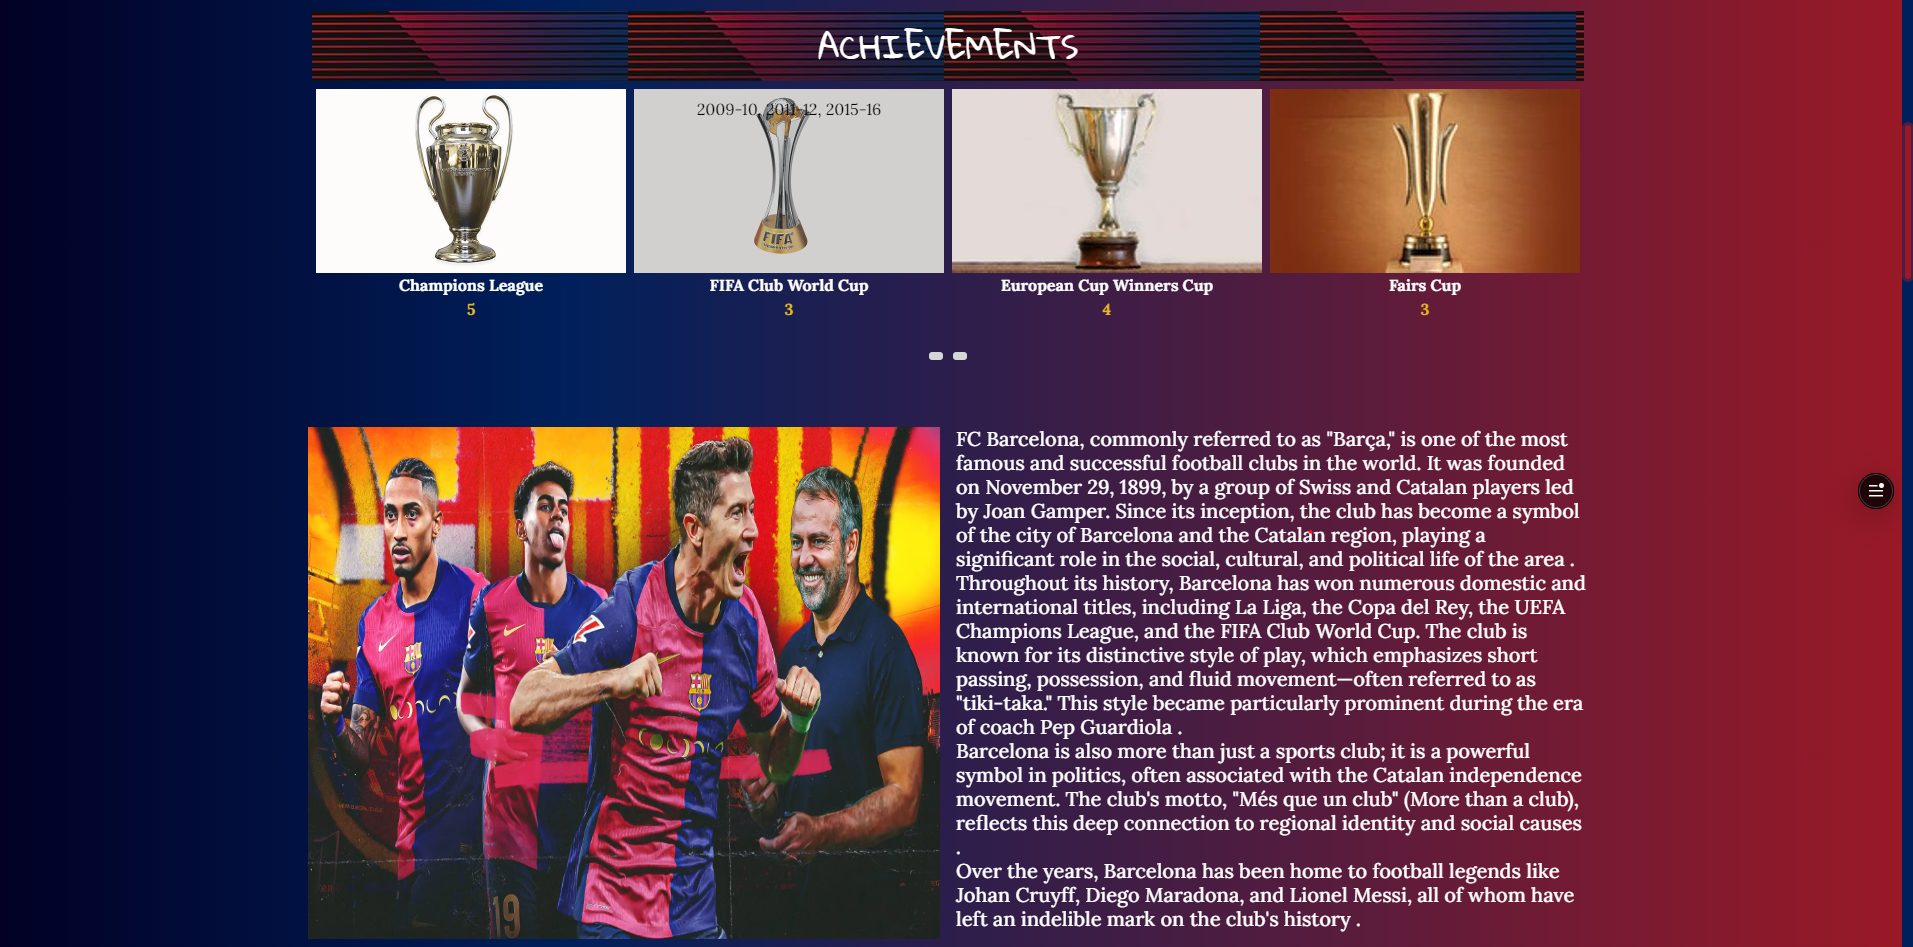 ACHIEVEMENTS
2009-10, 2011-12, 2015-16
FIFA
Champions League
5
FIFA Club World Cup
3
European Cup Winners Cup
4
Fairs Cup
3
FC Barcelona, commonly referred to as "Barça," is one of the most
famous and successful football clubs in the world. It was founded
on November 29, 1899, by a group of Swiss and Catalan players led
by Joan Gamper. Since its inception, the club has become a symbol
of the city of Barcelona and the Catalan region, playing a
significant role in the social, cultural, and political life of the area .
Throughout its history, Barcelona has won numerous domestic and
international titles, including La Liga, the Copa del Rey, the UEFA
Champions League, and the FIFA Club World Cup. The club is
known for its distinctive style of play, which emphasizes short
passing, possession, and fluid movement—often referred to as
"tiki-taka." This style became particularly prominent during the era
of coach Pep Guardiola .
Barcelona is also more than just a sports club; it is a powerful
symbol in politics, often associated with the Catalan independence
movement. The club's motto, "Més que un club" (More than a club),
reflects this deep connection to regional identity and social causes
.
Over the years, Barcelona has been home to football legends like
Johan Cruyff, Diego Maradona, and Lionel Messi, all of whom have
left an indelible mark on the club's history .
19